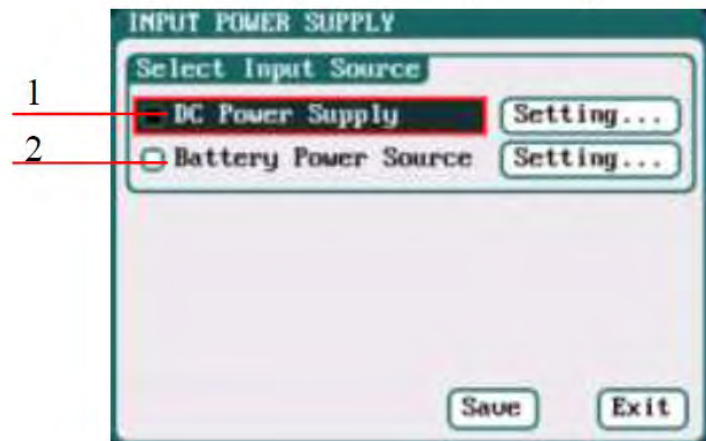 INPUT POWER SUPPLY
Select Input Source
1
DC Power Supply Setting...
2
Battery Power Source Setting...
Save Exit